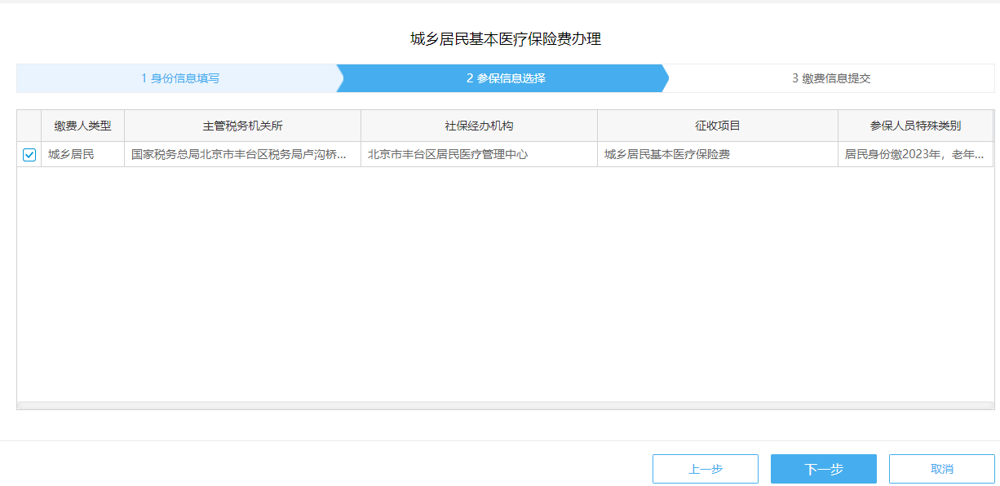 城乡居民基本医疗保险费办理
1 身份信息填写 2 参保信息选择 3 缴费信息提交
缴费人类型 主管税务机关所 社保经办机构 征收项目 参保人员特殊类别
城乡居民 国家税务总局北京市丰台区税务局卢沟桥... 北京市丰台区居民医疗管理中心 城乡居民基本医疗保险费 居民身份缴2023年，老年...
上一步 下一步 取消